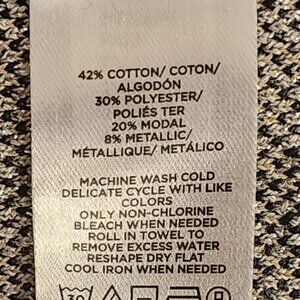 42% COTTON/ COTON/
ALGODÓN
30% POLYESTER/
POLIÉS TER
20% MODAL
8% METALLIC/
MÉTALLIQUE/ METÁLICO
MACHINE WASH COLD
DELICATE CYCLE WITH LIKE
COLORS
ONLY NON-CHLORINE
BLEACH WHEN NEEDED
ROLL IN TOWEL TO
REMOVE EXCESS WATER
RESHAPE DRY FLAT
COOL IRON WHEN NEEDED
30